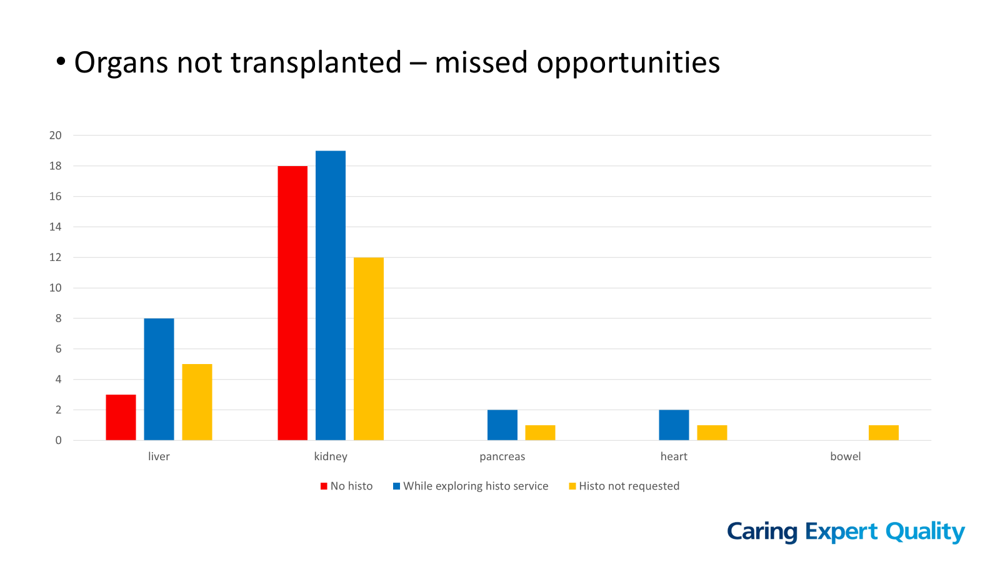 • Organs not transplanted – missed opportunities
20
18
16
14
12
10
8
6
4
2
0
liver kidney pancreas heart bowel
No histo While exploring histo service Histo not requested
Caring Expert Quality